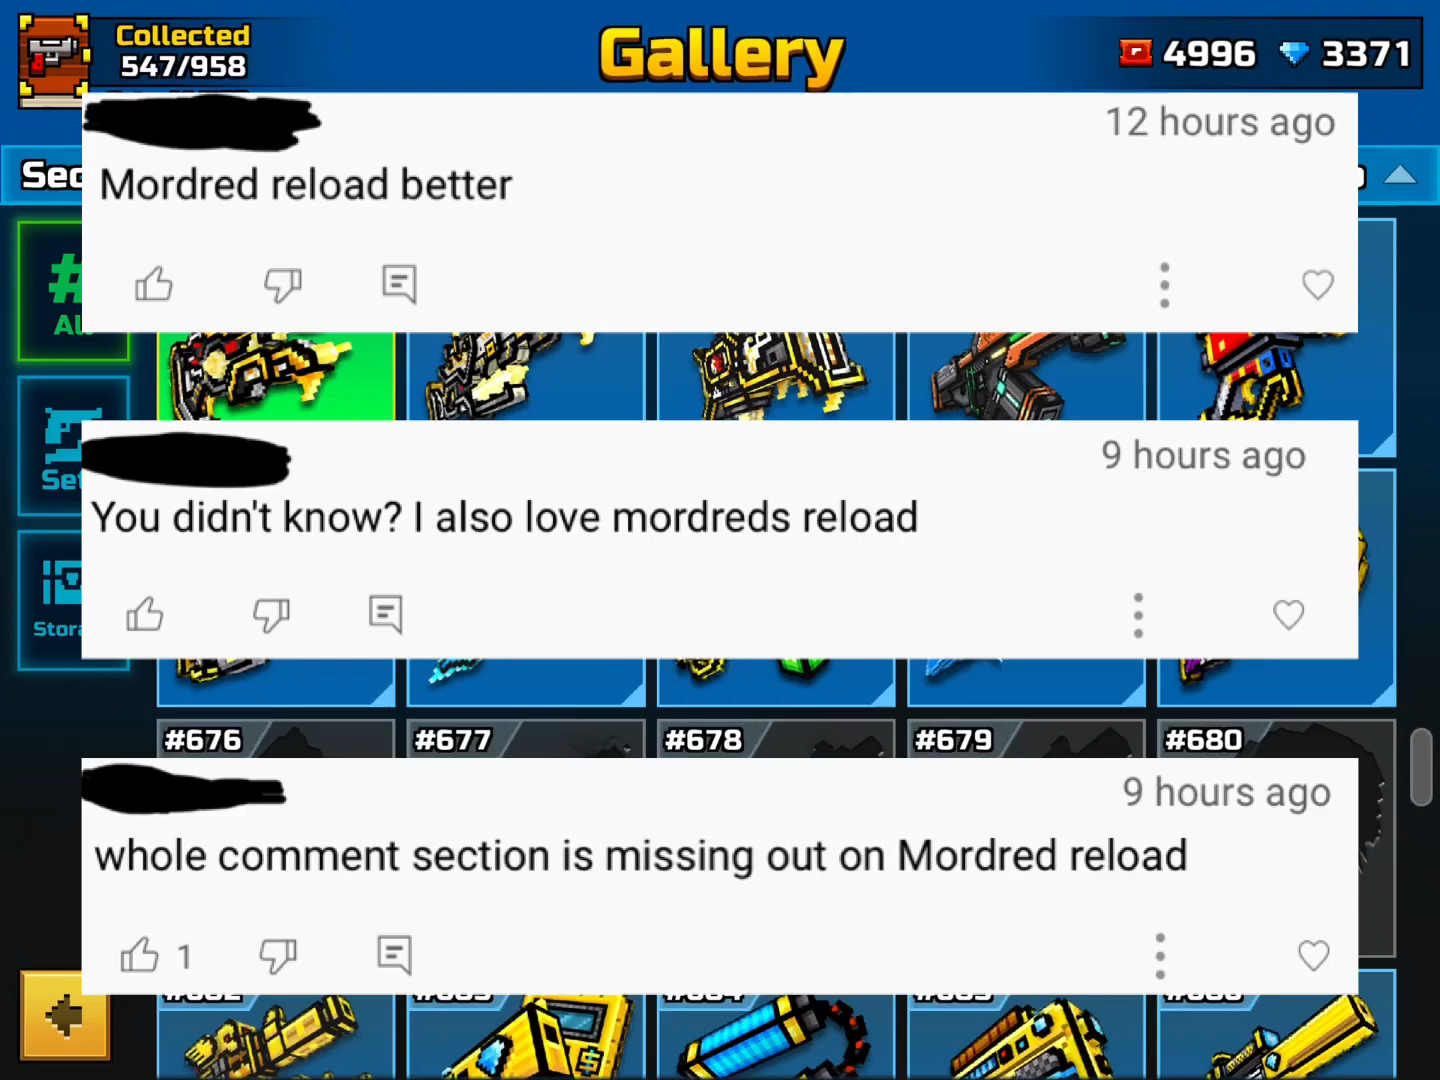 Collected
547/958
Gallery
4996
3371
12 hours ago
Mordred reload better
9 hours ago
You didn't know? I also love mordreds reload
#676
#677
#678
#679
#680
9 hours ago
whole comment section is missing out on Mordred reload
1